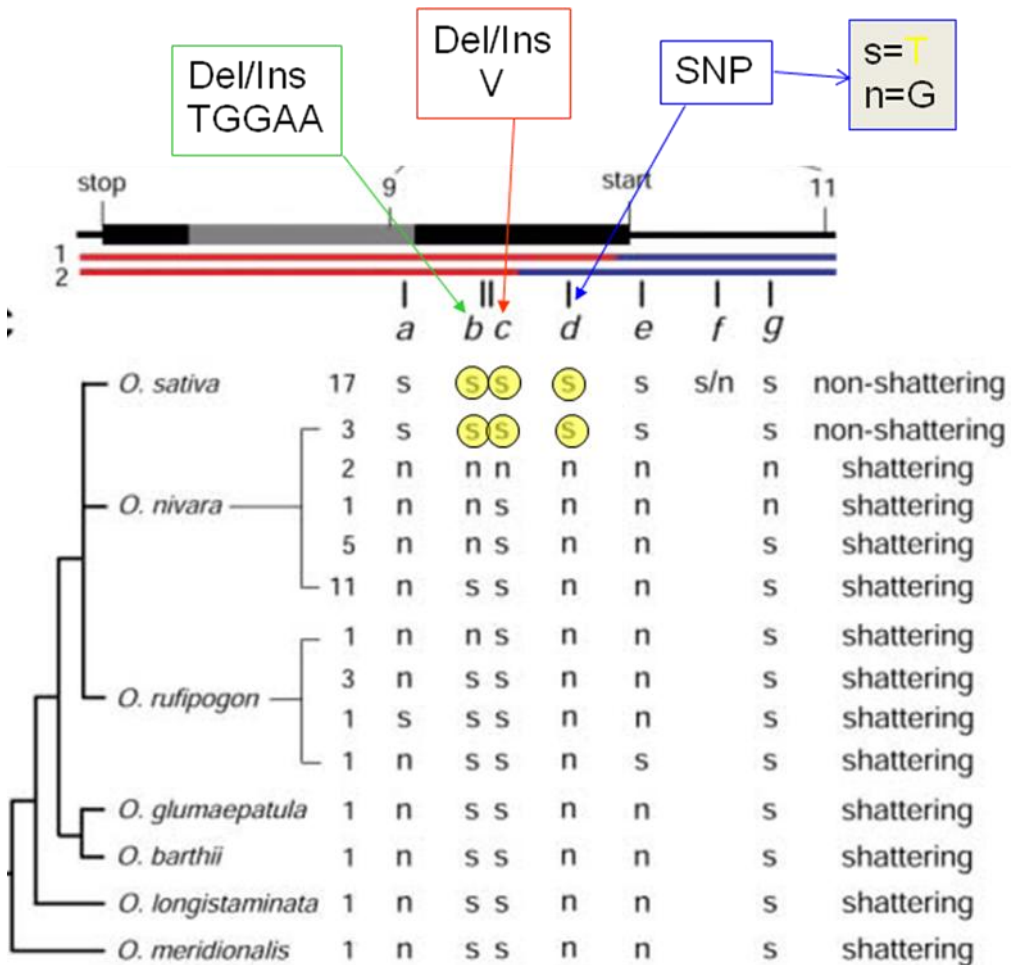 Del/Ins
TGGAA
Del/Ins
V
SNP
s=T
n=G
stop 9 start 11
1
2
a b c d e f g
O. sativa 17 s s s s s s/n s non-shattering
3 s s s s s s non-shattering
2 n n n n n n shattering
O. nivara 1 n n s n n n shattering
5 n n s n n s shattering
11 n s s n n s shattering
1 n n s n n s shattering
O. rufipogon 3 n s s n n s shattering
1 s s s n n s shattering
1 n s s n s s shattering
O. glumaepatula 1 n s s n n s shattering
O. barthii 1 n s s n n s shattering
O. longistaminata 1 n s s n n s shattering
O. meridionalis 1 n s s n n s shattering